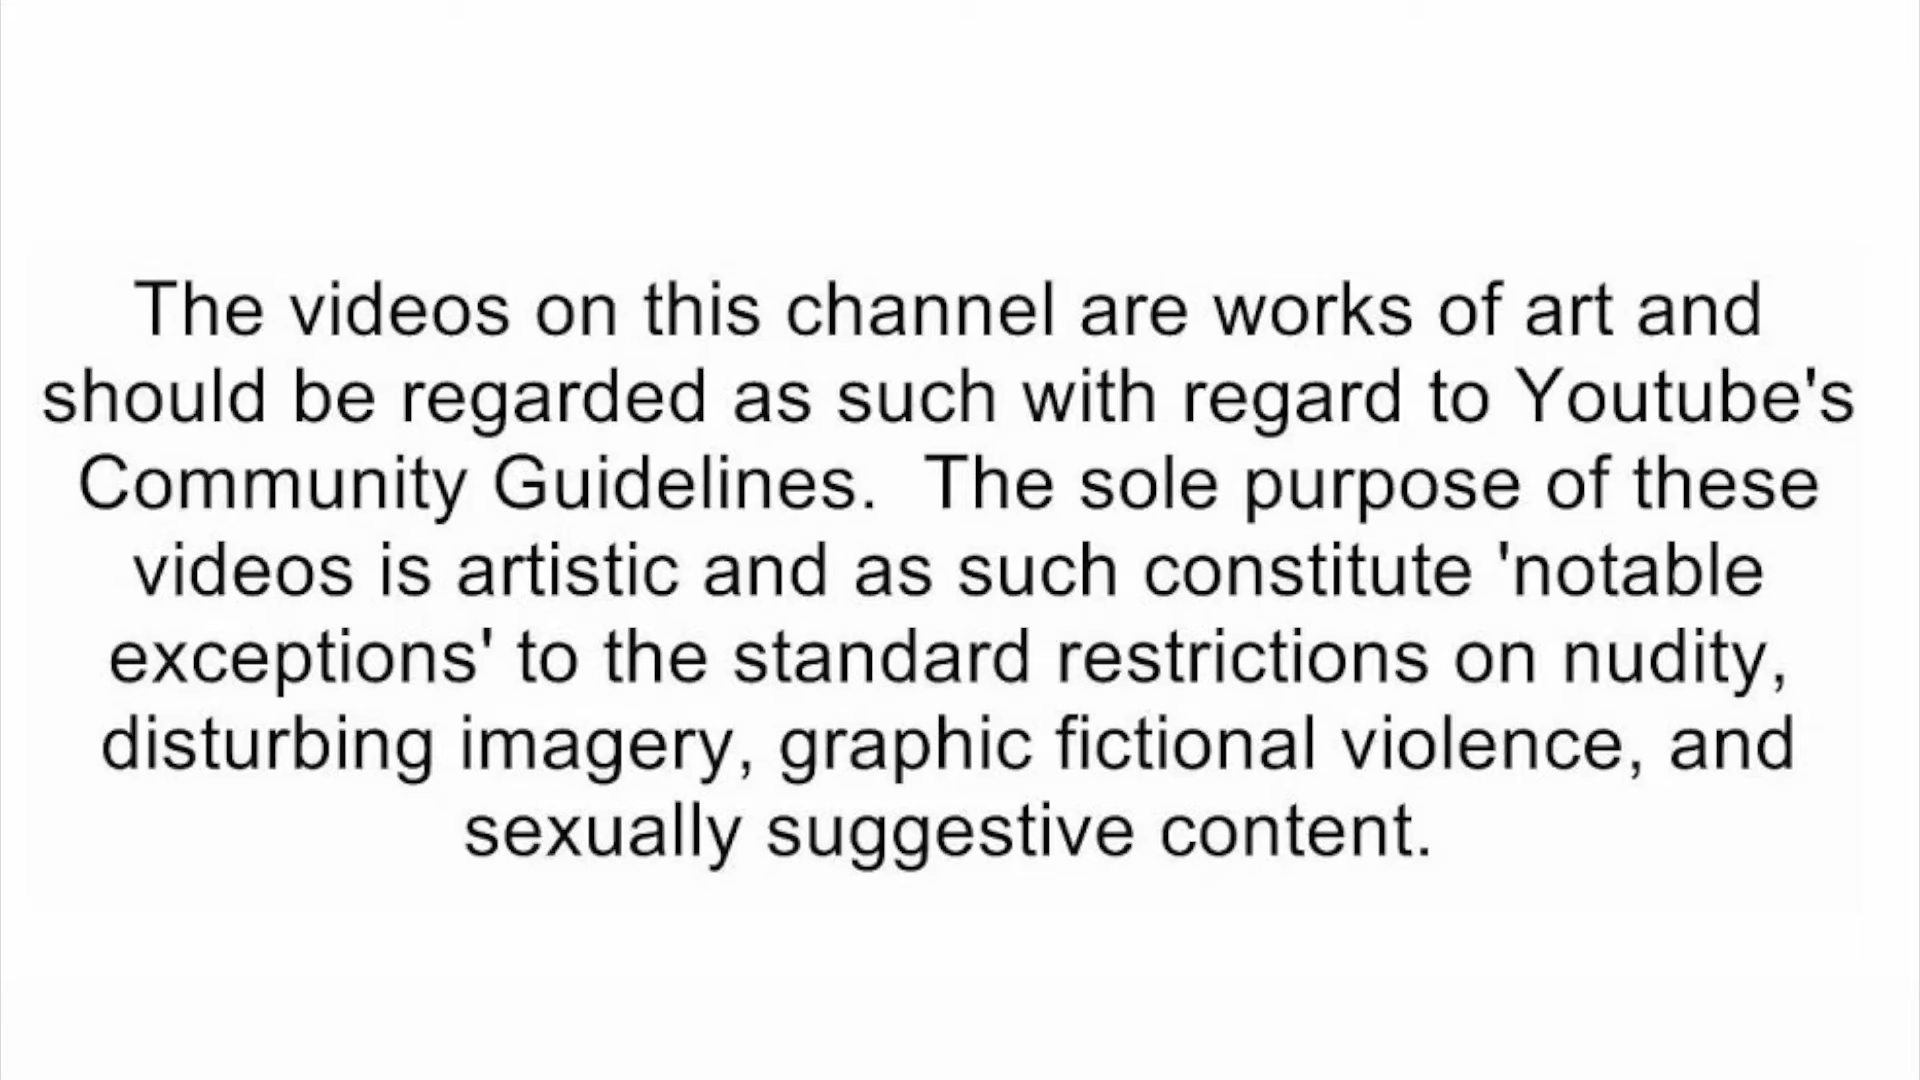 The videos on this channel are works of art and
should be regarded as such with regard to Youtube's
Community Guidelines.  The sole purpose of these
videos is artistic and as such constitute 'notable
exceptions' to the standard restrictions on nudity,
disturbing imagery, graphic fictional violence, and
sexually suggestive content.